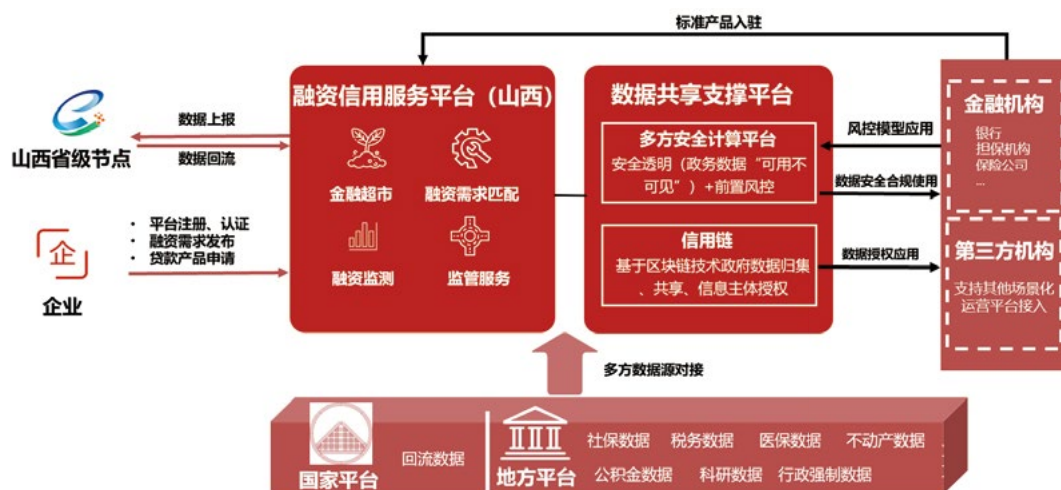 标准产品入驻
山西省级节点
数据上报
数据回流
企
企业
• 平台注册、认证
• 融资需求发布
• 贷款产品申请
融资信用服务平台（山西）
金融超市
融资需求匹配
融资监测
监管服务
数据共享支撑平台
多方安全计算平台
安全透明（政务数据“可用不
可见”）+前置风控
信用链
基于区块链技术政府数据归集
、共享、信息主体授权
风控模型应用
数据安全合规使用
数据授权应用
金融机构
银行
担保机构
保险公司
...
第三方机构
支持其他场景化
运营平台接入
多方数据源对接
国家平台
回流数据
地方平台
社保数据 税务数据 医保数据 不动产数据
公积金数据 科研数据 行政强制数据